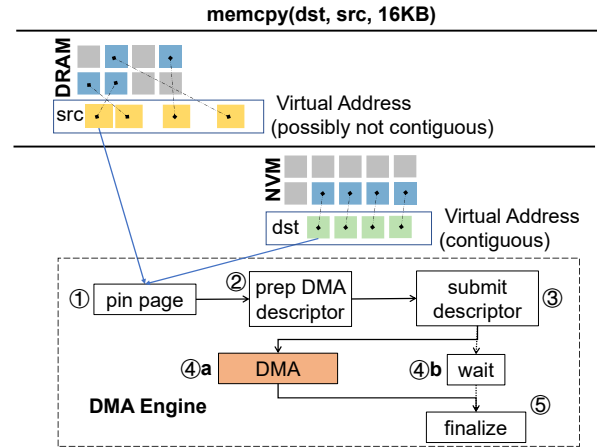 memcpy(dst, src, 16KB)
DRAM
src
Virtual Address
(possibly not contiguous)
NVM
dst
Virtual Address
(contiguous)
① pin page
② prep DMA
descriptor
submit
descriptor ③
④a DMA
④b wait
DMA Engine
⑤
finalize